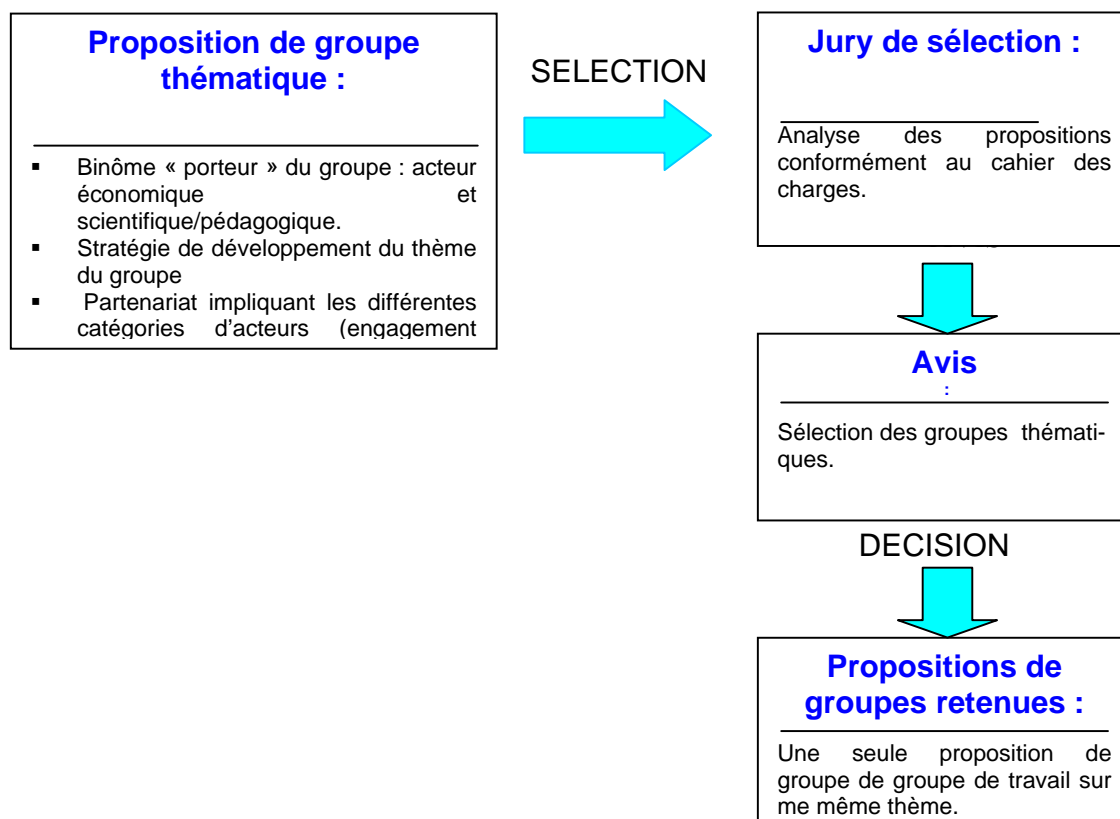 Proposition de groupe
thématique :
▪ Binôme « porteur » du groupe : acteur
économique et
scientifique/pédagogique.
▪ Stratégie de développement du thème
du groupe
▪ Partenariat impliquant les différentes
catégories d'acteurs (engagement
SELECTION
Jury de sélection :
Analyse des propositions
conformément au cahier des
charges.
Avis
:
Sélection des groupes thémati-
ques.
DECISION
Propositions de
groupes retenues :
Une seule proposition de
groupe de groupe de travail sur
me même thème.